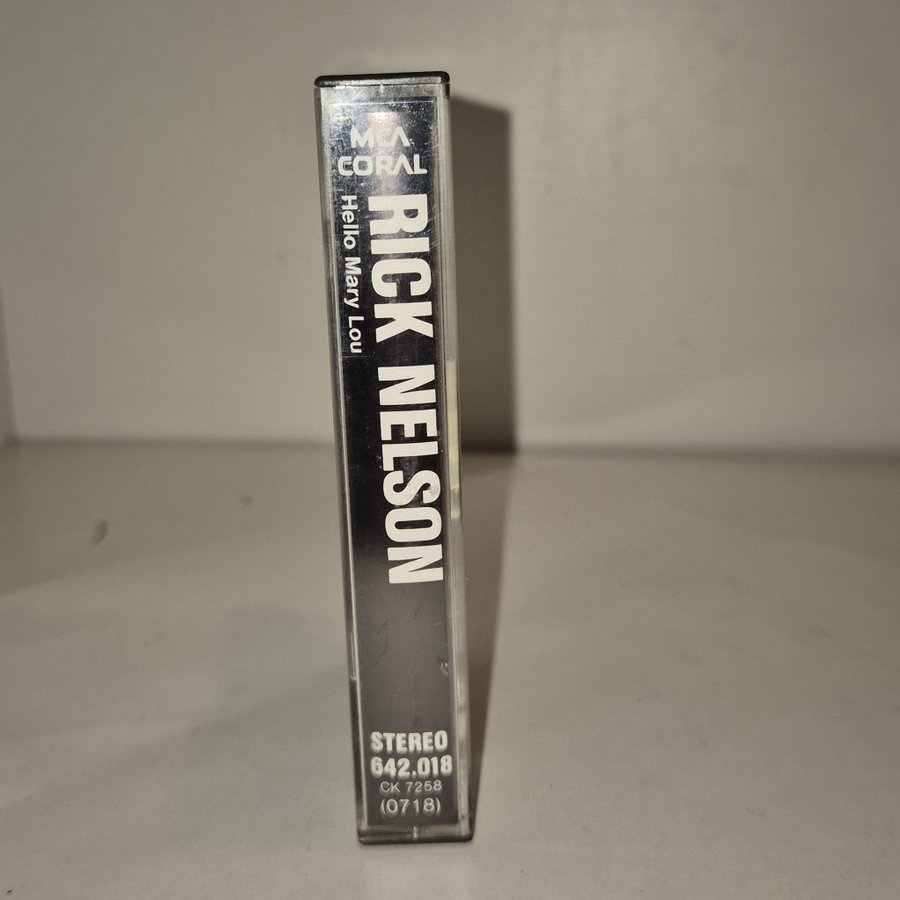 MCA
CORAL
RICK NELSON
Hello Mary Lou
STEREO
642.018
CK 7258
(0718)